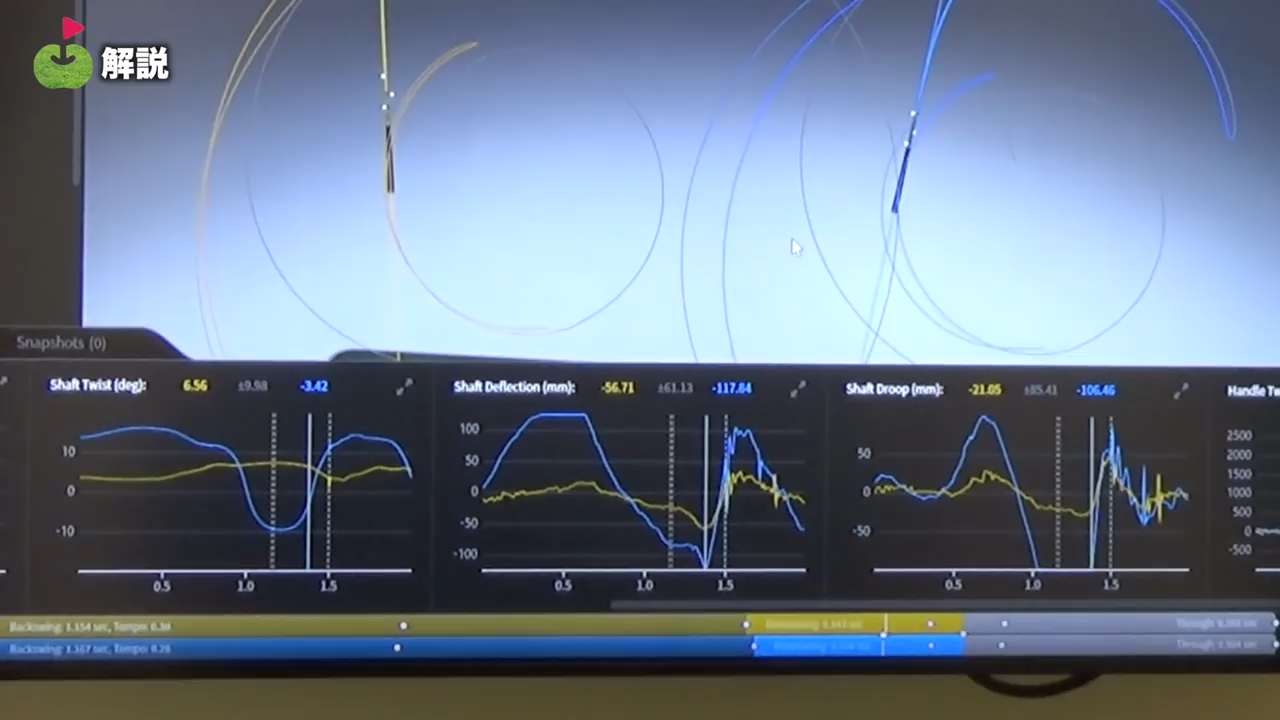 解説
Snapshots (0)
Shaft Twist (deg): 6.56 ±9.98 -3.42
10
0
-10
0.5 1.0 1.5
Shaft Deflection (mm): -56.71 ±61.13 -117.84
100
50
0
-50
-100
0.5 1.0 1.5
Shaft Droop (mm): -21.05 ±85.41 -106.46
50
0
-50
0.5 1.0 1.5
Handle Tw
2500
2000
1500
1000
500
0
-500
Backswing: 1.154 sec, Tempo: 0.30
Backswing: 1.167 sec, Tempo: 0.28